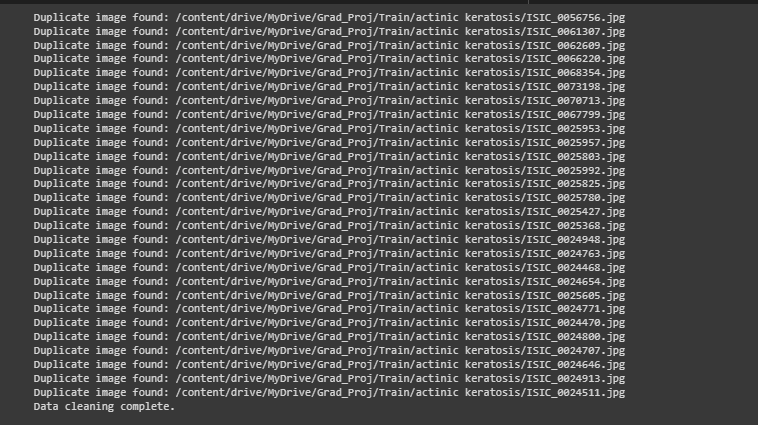 Duplicate image found: /content/drive/MyDrive/Grad_Proj/Train/actinic keratosis/ISIC_0056756.jpg
Duplicate image found: /content/drive/MyDrive/Grad_Proj/Train/actinic keratosis/ISIC_0061307.jpg
Duplicate image found: /content/drive/MyDrive/Grad_Proj/Train/actinic keratosis/ISIC_0062609.jpg
Duplicate image found: /content/drive/MyDrive/Grad_Proj/Train/actinic keratosis/ISIC_0066220.jpg
Duplicate image found: /content/drive/MyDrive/Grad_Proj/Train/actinic keratosis/ISIC_0068354.jpg
Duplicate image found: /content/drive/MyDrive/Grad_Proj/Train/actinic keratosis/ISIC_0073198.jpg
Duplicate image found: /content/drive/MyDrive/Grad_Proj/Train/actinic keratosis/ISIC_0070713.jpg
Duplicate image found: /content/drive/MyDrive/Grad_Proj/Train/actinic keratosis/ISIC_0067799.jpg
Duplicate image found: /content/drive/MyDrive/Grad_Proj/Train/actinic keratosis/ISIC_0025953.jpg
Duplicate image found: /content/drive/MyDrive/Grad_Proj/Train/actinic keratosis/ISIC_0025957.jpg
Duplicate image found: /content/drive/MyDrive/Grad_Proj/Train/actinic keratosis/ISIC_0025803.jpg
Duplicate image found: /content/drive/MyDrive/Grad_Proj/Train/actinic keratosis/ISIC_0025992.jpg
Duplicate image found: /content/drive/MyDrive/Grad_Proj/Train/actinic keratosis/ISIC_0025825.jpg
Duplicate image found: /content/drive/MyDrive/Grad_Proj/Train/actinic keratosis/ISIC_0025780.jpg
Duplicate image found: /content/drive/MyDrive/Grad_Proj/Train/actinic keratosis/ISIC_0025427.jpg
Duplicate image found: /content/drive/MyDrive/Grad_Proj/Train/actinic keratosis/ISIC_0025368.jpg
Duplicate image found: /content/drive/MyDrive/Grad_Proj/Train/actinic keratosis/ISIC_0024948.jpg
Duplicate image found: /content/drive/MyDrive/Grad_Proj/Train/actinic keratosis/ISIC_0024763.jpg
Duplicate image found: /content/drive/MyDrive/Grad_Proj/Train/actinic keratosis/ISIC_0024468.jpg
Duplicate image found: /content/drive/MyDrive/Grad_Proj/Train/actinic keratosis/ISIC_0024654.jpg
Duplicate image found: /content/drive/MyDrive/Grad_Proj/Train/actinic keratosis/ISIC_0025605.jpg
Duplicate image found: /content/drive/MyDrive/Grad_Proj/Train/actinic keratosis/ISIC_0024771.jpg
Duplicate image found: /content/drive/MyDrive/Grad_Proj/Train/actinic keratosis/ISIC_0024470.jpg
Duplicate image found: /content/drive/MyDrive/Grad_Proj/Train/actinic keratosis/ISIC_0024800.jpg
Duplicate image found: /content/drive/MyDrive/Grad_Proj/Train/actinic keratosis/ISIC_0024707.jpg
Duplicate image found: /content/drive/MyDrive/Grad_Proj/Train/actinic keratosis/ISIC_0024646.jpg
Duplicate image found: /content/drive/MyDrive/Grad_Proj/Train/actinic keratosis/ISIC_0024913.jpg
Duplicate image found: /content/drive/MyDrive/Grad_Proj/Train/actinic keratosis/ISIC_0024511.jpg
Data cleaning complete.